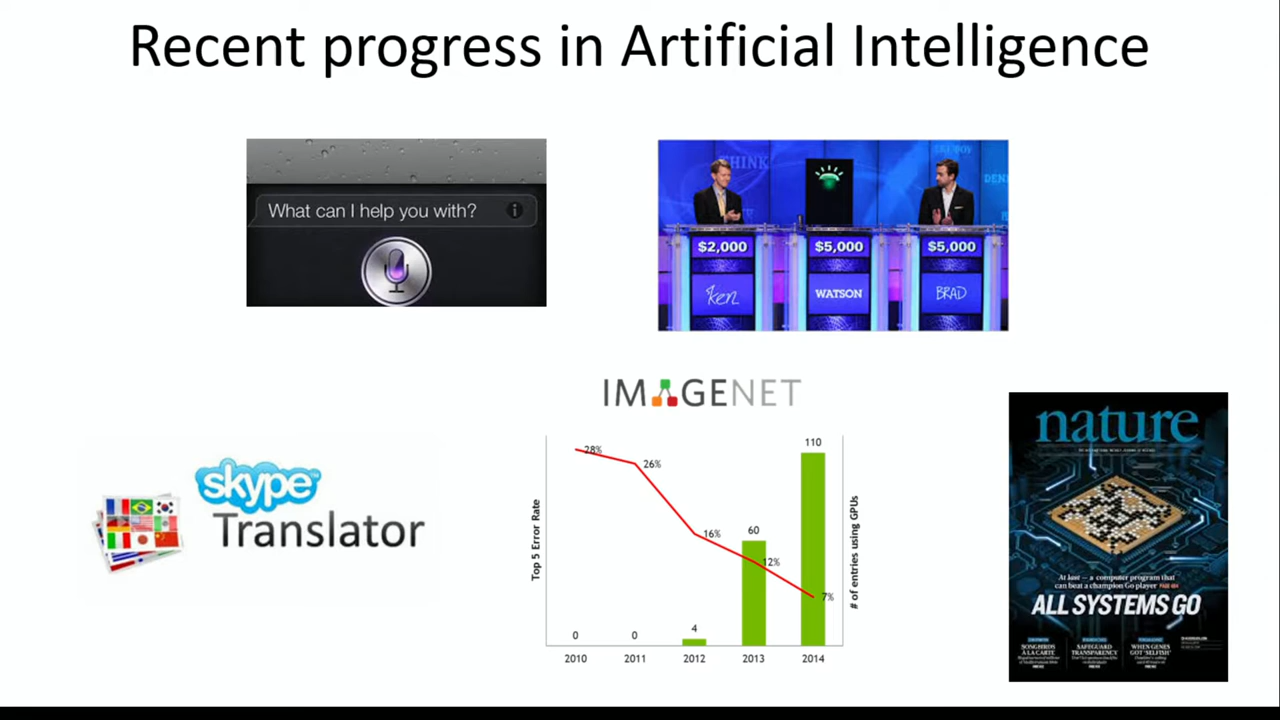 Recent progress in Artificial Intelligence
What can I help you with?
THINK
$2,000
$5,000
$5,000
Ken
WATSON
BRAD
IMAGENET
skype
Translator
Top 5 Error Rate
28%
26%
16%
12%
7%
0
0
4
60
110
2010
2011
2012
2013
2014
# of entries using GPUs
nature
At last — a computer program that
can beat a champion Go player
ALL SYSTEMS GO
SONGBIRDS
À LA CARTE
SAFEGUARD
TRANSPARENCY
WHEN GENES
GOT 'SELFISH'